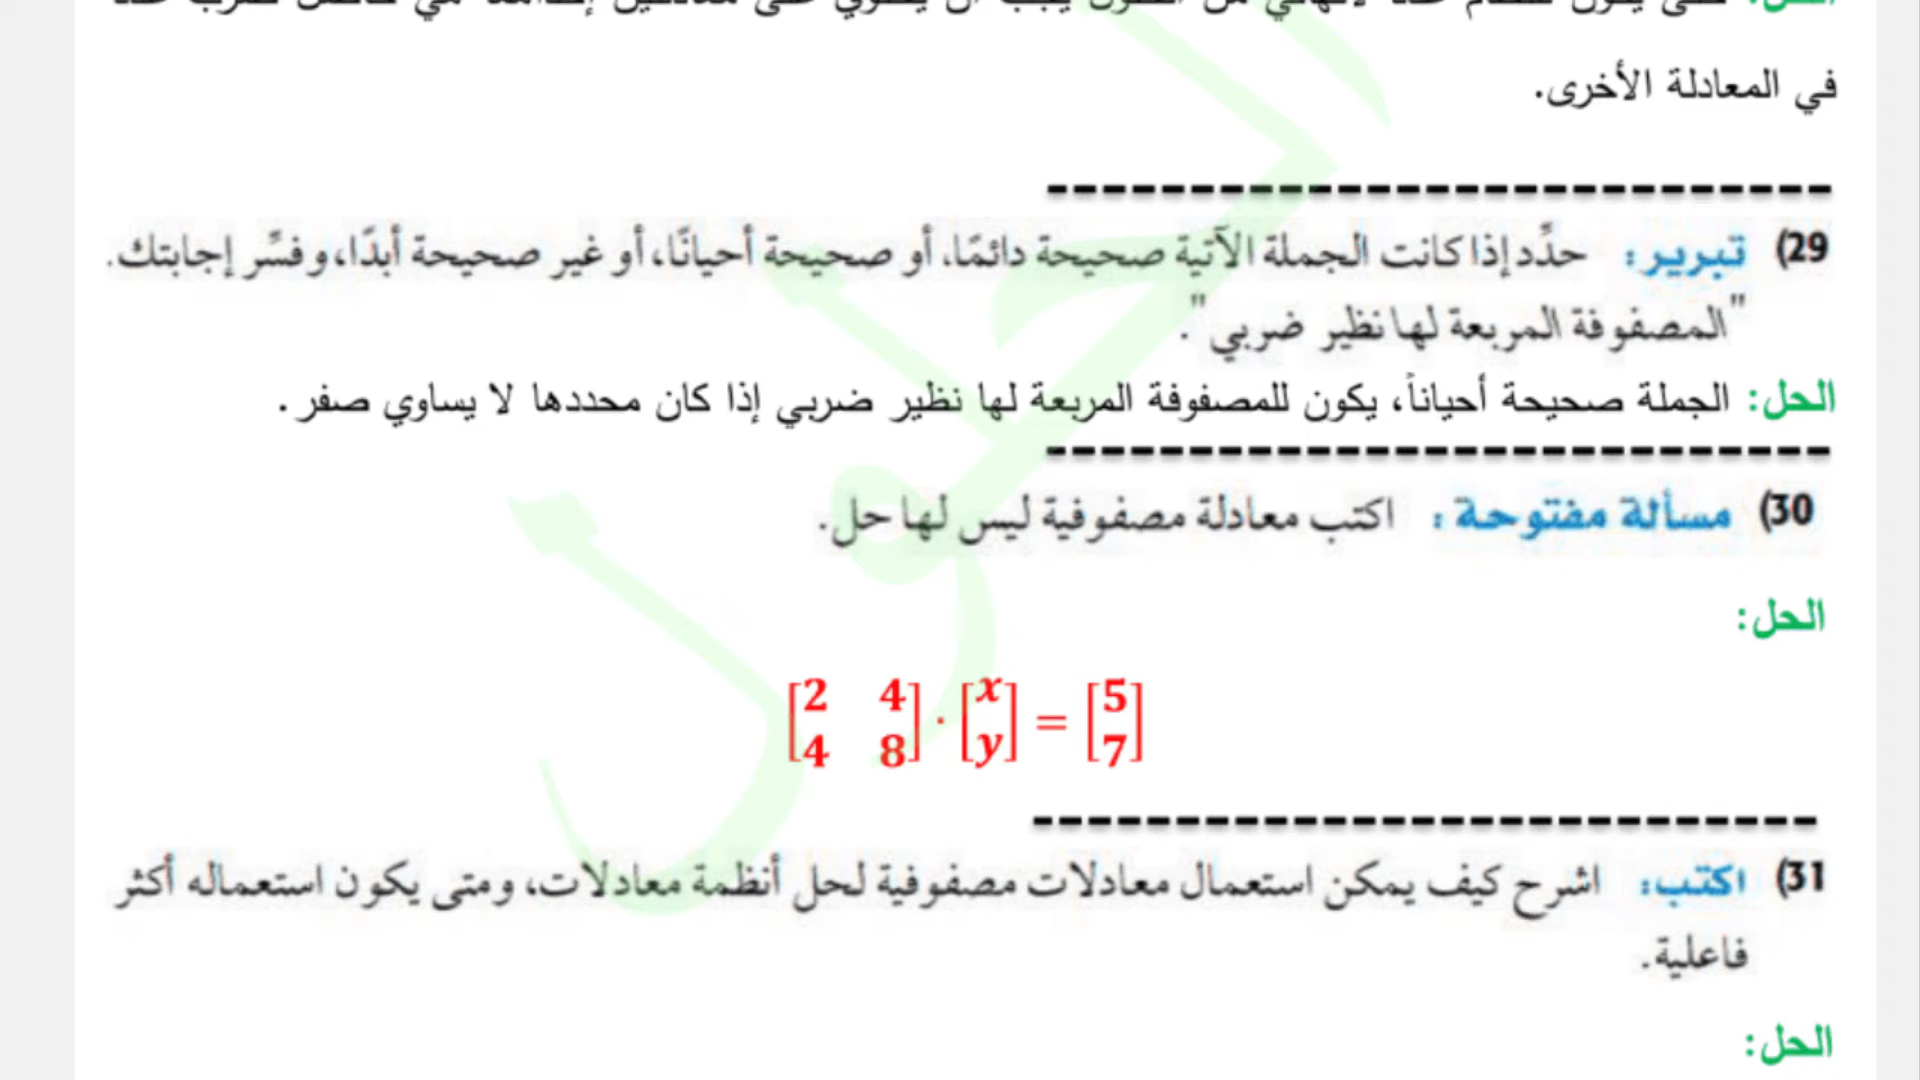 في المعادلة الأخرى.
29) تبرير: حدِّد إذا كانت الجملة الآتية صحيحة دائمًا، أو صحيحة أحيانًا، أو غير صحيحة أبدًا، وفسِّر إجابتك.
"المصفوفة المربعة لها نظير ضربي".
الحل: الجملة صحيحة أحياناً، يكون للمصفوفة المربعة لها نظير ضربي إذا كان محددها لا يساوي صفر.
30) مسألة مفتوحة: اكتب معادلة مصفوفية ليس لها حل.
الحل:
[2 4] · [x] = [5]
[4 8] [y] [7]
31) اكتب: اشرح كيف يمكن استعمال معادلات مصفوفية لحل أنظمة معادلات، ومتى يكون استعماله أكثر
فاعلية.
الحل: